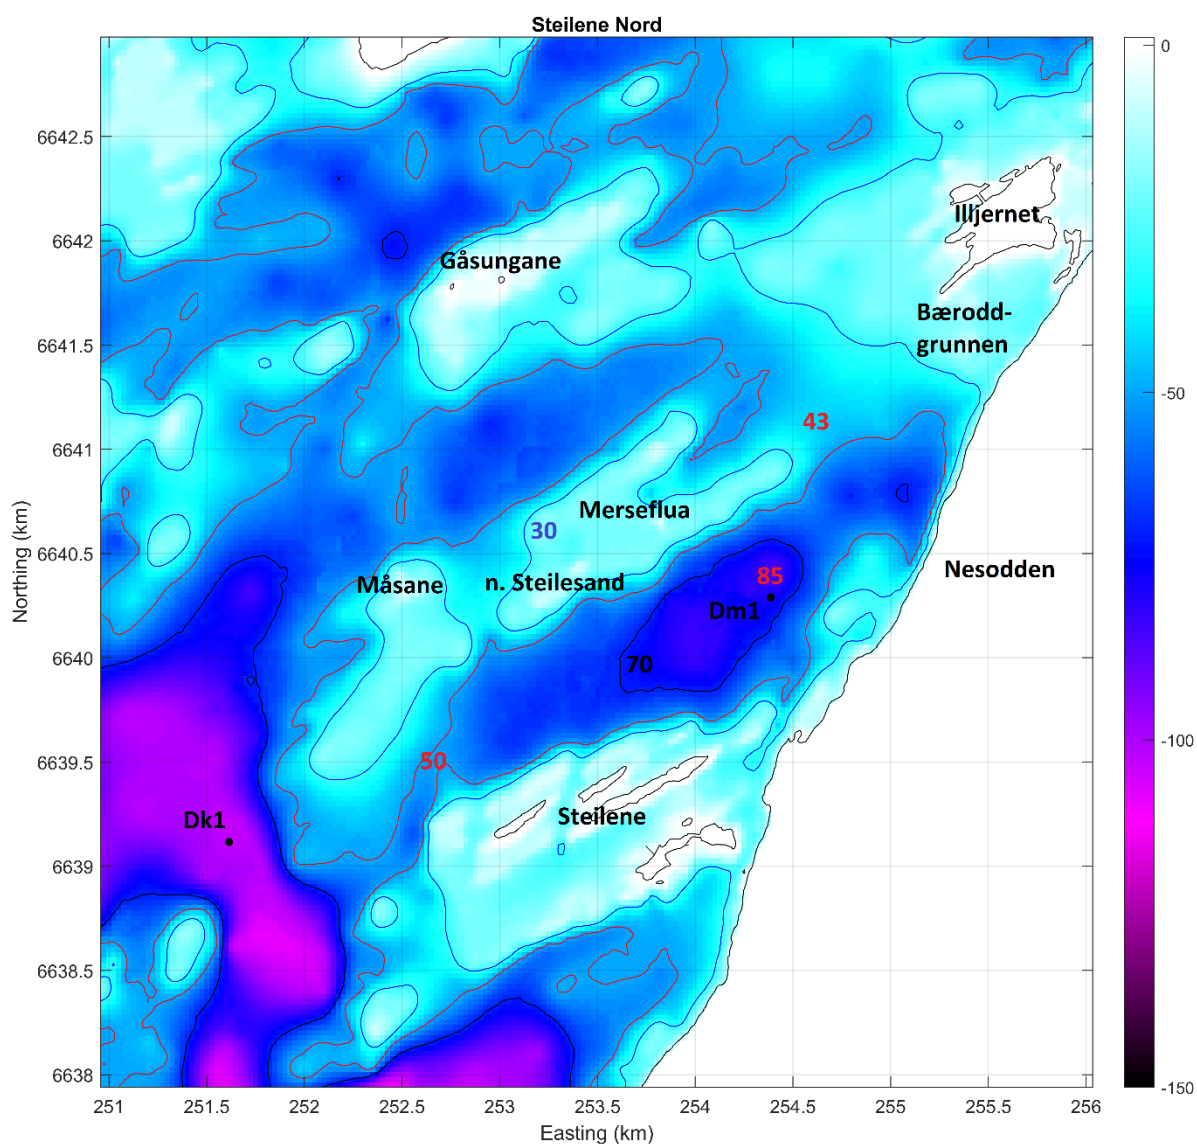 Steilene Nord
0
6642.5
Illjernet
6642
Gåsungane
Bærodd-
grunnen
6641.5
-50
43
6641
Merseflua
30
6640.5
Nesodden
Måsane
n. Steilesand
85
Dm1
Northing (km)
6640
70
-100
6639.5
50
Dk1
Steilene
6639
6638.5
6638
-150
251
251.5
252
252.5
253
253.5
254
254.5
255
255.5
256
Easting (km)